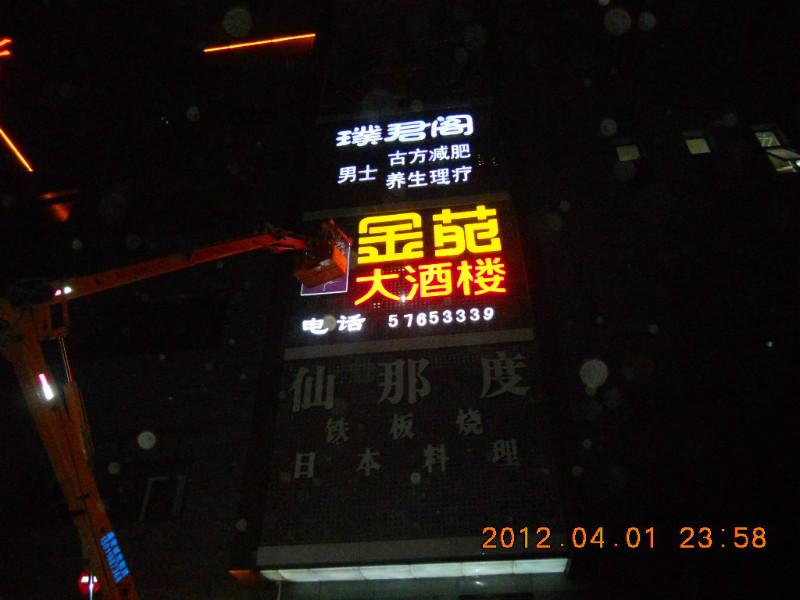 璞君阁
男士 古方减肥
养生理疗
金苑
大酒楼
电话 57653339
仙那度
铁板烧
日本料理
2012.04.01 23:58